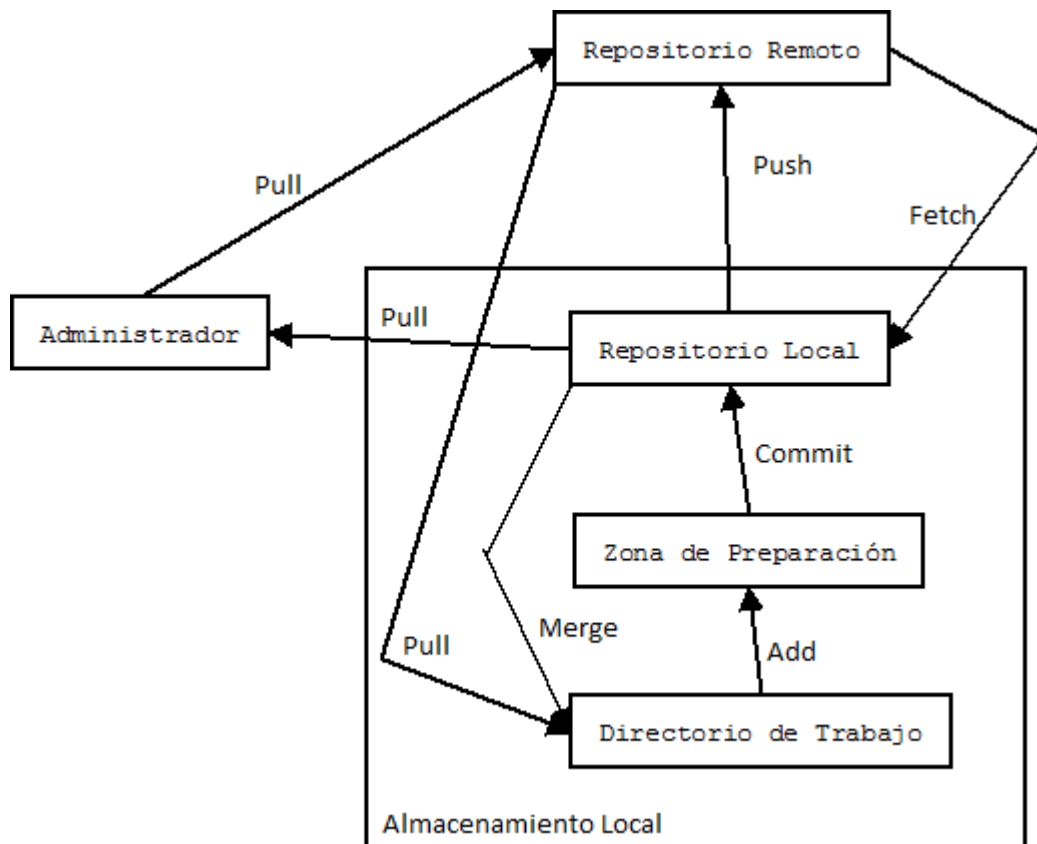 Repositorio Remoto
Pull
Push
Fetch
Administrador
Pull
Repositorio Local
Commit
Zona de Preparación
Merge
Pull
Add
Directorio de Trabajo
Almacenamiento Local